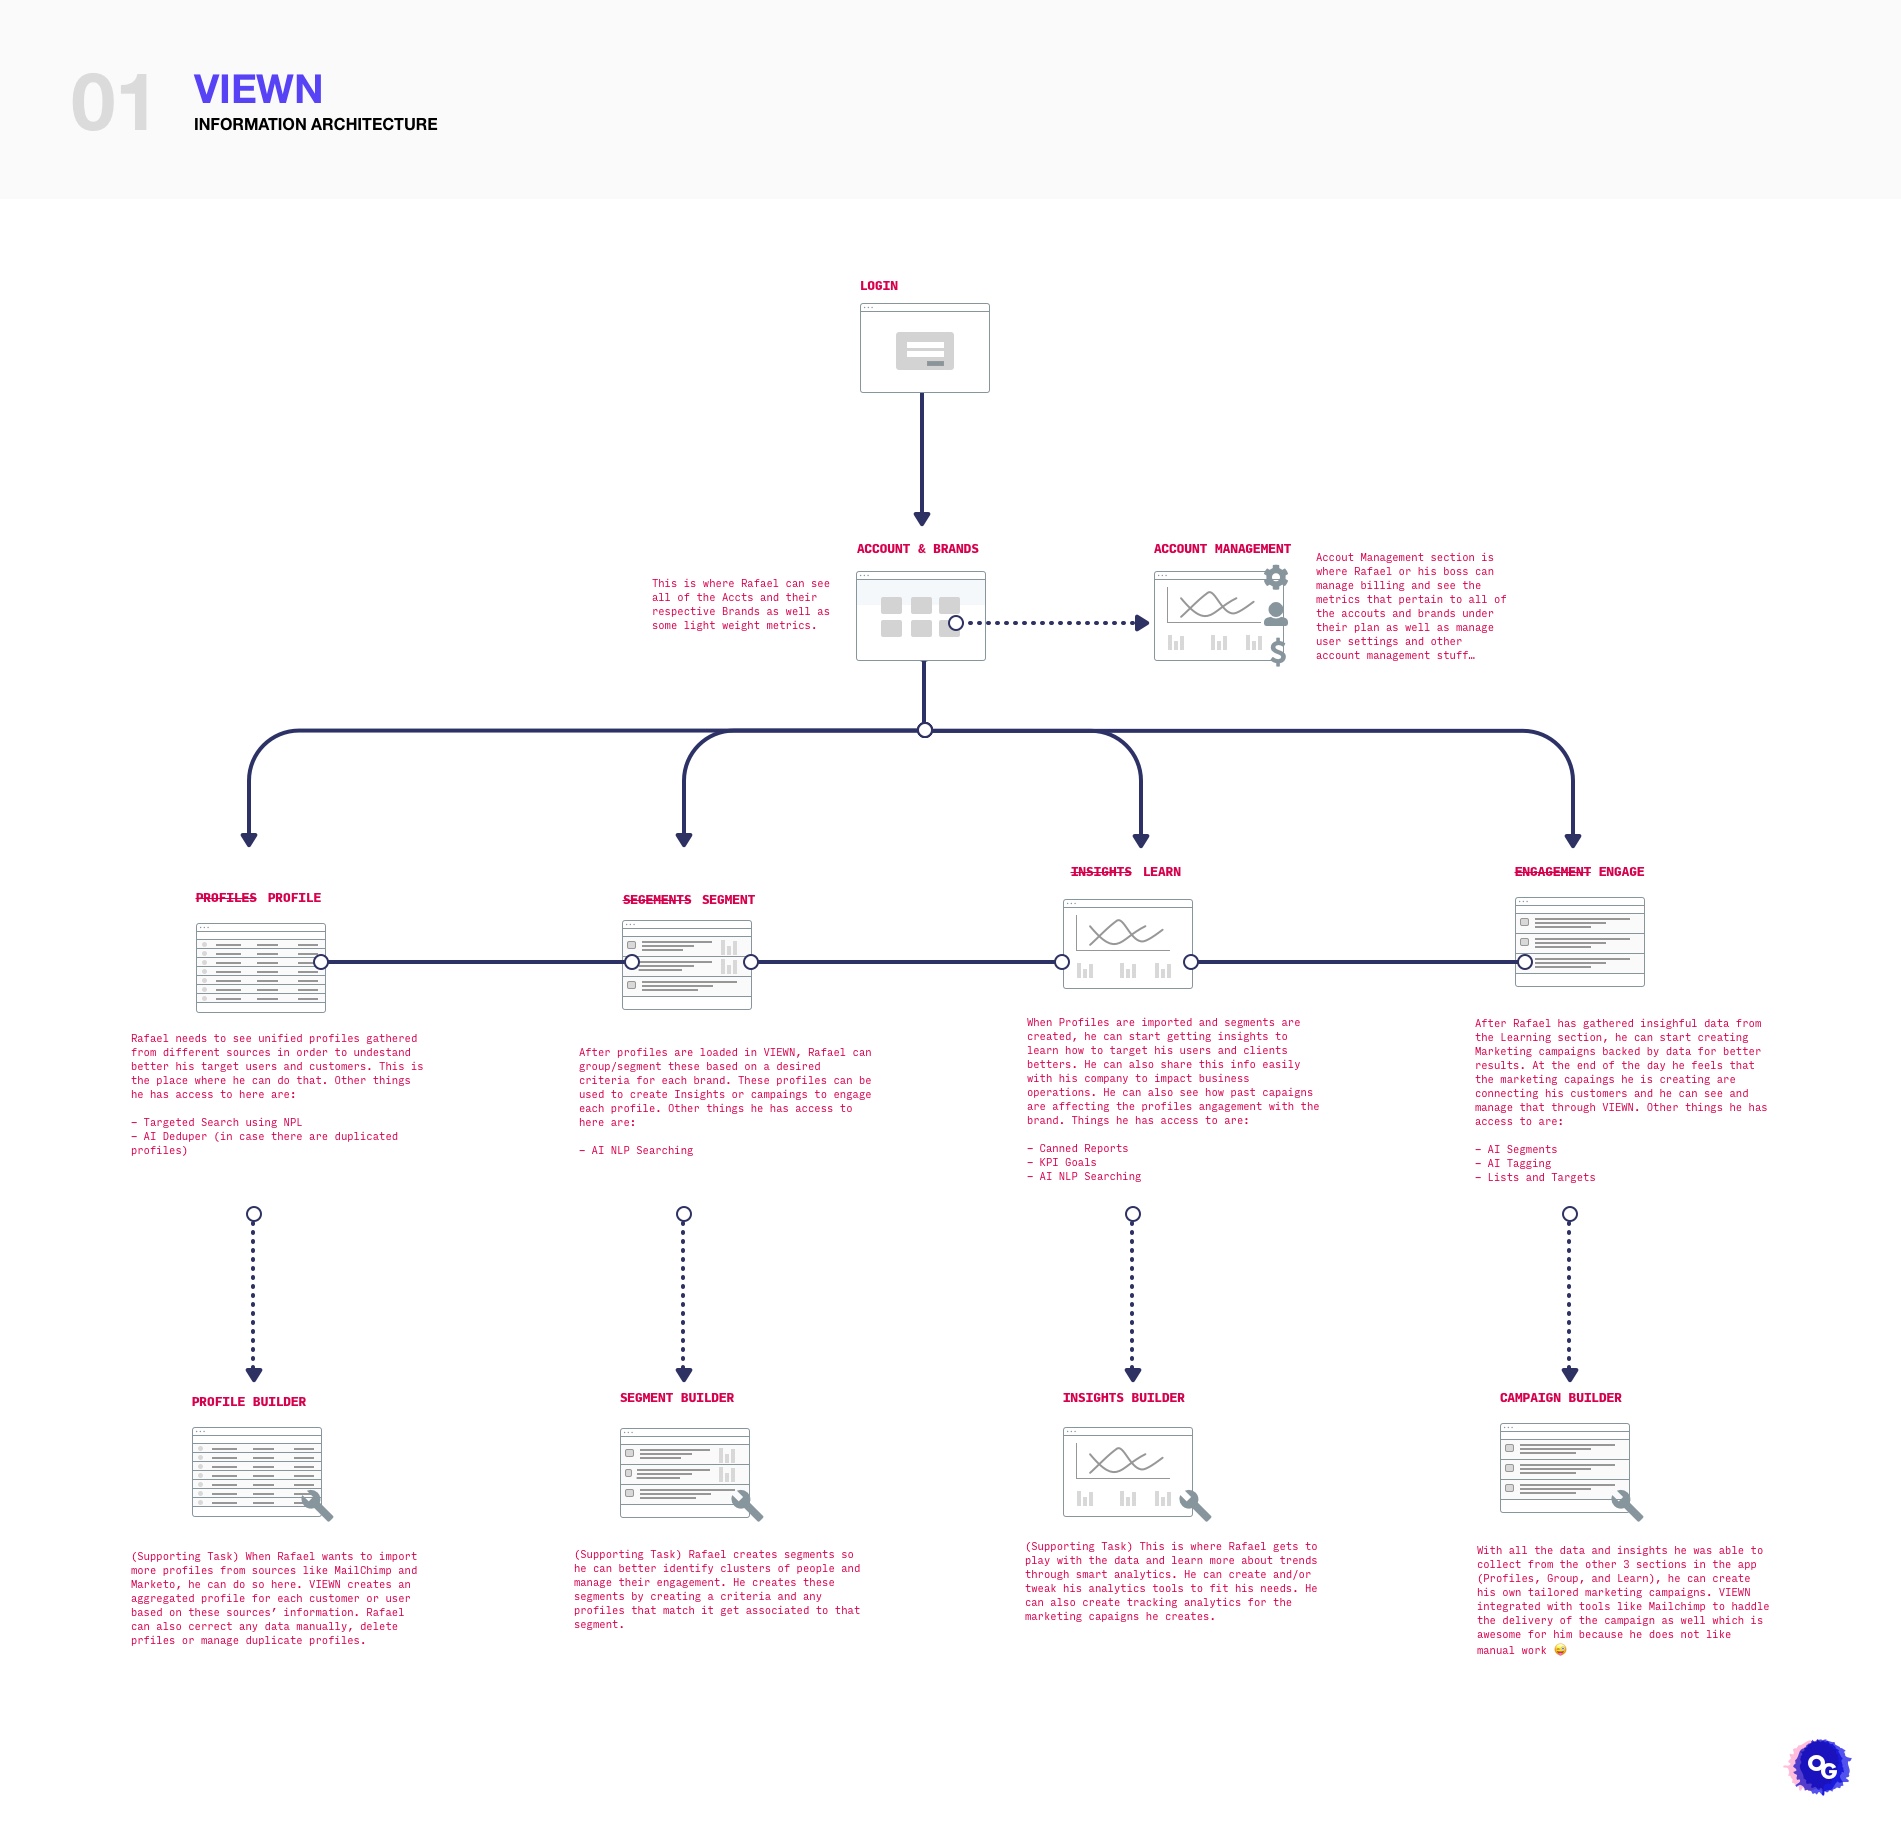 01
VIEWN
INFORMATION ARCHITECTURE
LOGIN
ACCOUNT & BRANDS
This is where Rafael can see
all of the Accts and their
respective Brands as well as
some light weight metrics.
ACCOUNT MANAGEMENT
Accout Management section is
where Rafael or his boss can
manage billing and see the
metrics that pertain to all of
the accouts and brands under
their plan as well as manage
user settings and other
account management stuff…
PROFILES PROFILE
Rafael needs to see unified profiles gathered
from different sources in order to undestand
better his target users and customers. This is
the place where he can do that. Other things
he has access to here are:
– Targeted Search using NPL
– AI Deduper (in case there are duplicated
profiles)
SEGEMENTS SEGMENT
After profiles are loaded in VIEWN, Rafael can
group/segment these based on a desired
criteria for each brand. These profiles can be
used to create Insights or campaings to engage
each profile. Other things he has access to
here are:
– AI NLP Searching
INSIGHTS LEARN
When Profiles are imported and segments are
created, he can start getting insights to
learn how to target his users and clients
betters. He can also share this info easily
with his company to impact business
operations. He can also see how past capaigns
are affecting the profiles angagement with the
brand. Things he has access to are:
– Canned Reports
– KPI Goals
– AI NLP Searching
ENGAGEMENT ENGAGE
After Rafael has gathered insighful data from
the Learning section, he can start creating
Marketing campaigns backed by data for better
results. At the end of the day he feels that
the marketing capaings he is creating are
connecting his customers and he can see and
manage that through VIEWN. Other things he has
access to are:
– AI Segments
– AI Tagging
– Lists and Targets
PROFILE BUILDER
(Supporting Task) When Rafael wants to import
more profiles from sources like MailChimp and
Marketo, he can do so here. VIEWN creates an
aggregated profile for each customer or user
based on these sources’ information. Rafael
can also cerrect any data manually, delete
prfiles or manage duplicate profiles.
SEGMENT BUILDER
(Supporting Task) Rafael creates segments so
he can better identify clusters of people and
manage their engagement. He creates these
segments by creating a criteria and any
profiles that match it get associated to that
segment.
INSIGHTS BUILDER
(Supporting Task) This is where Rafael gets to
play with the data and learn more about trends
through smart analytics. He can create and/or
tweak his analytics tools to fit his needs. He
can also create tracking analytics for the
marketing capaigns he creates.
CAMPAIGN BUILDER
With all the data and insights he was able to
collect from the other 3 sections in the app
(Profiles, Group, and Learn), he can create
his own tailored marketing campaigns. VIEWN
integrated with tools like Mailchimp to haddle
the delivery of the campaign as well which is
awesome for him because he does not like
manual work 😅
OG